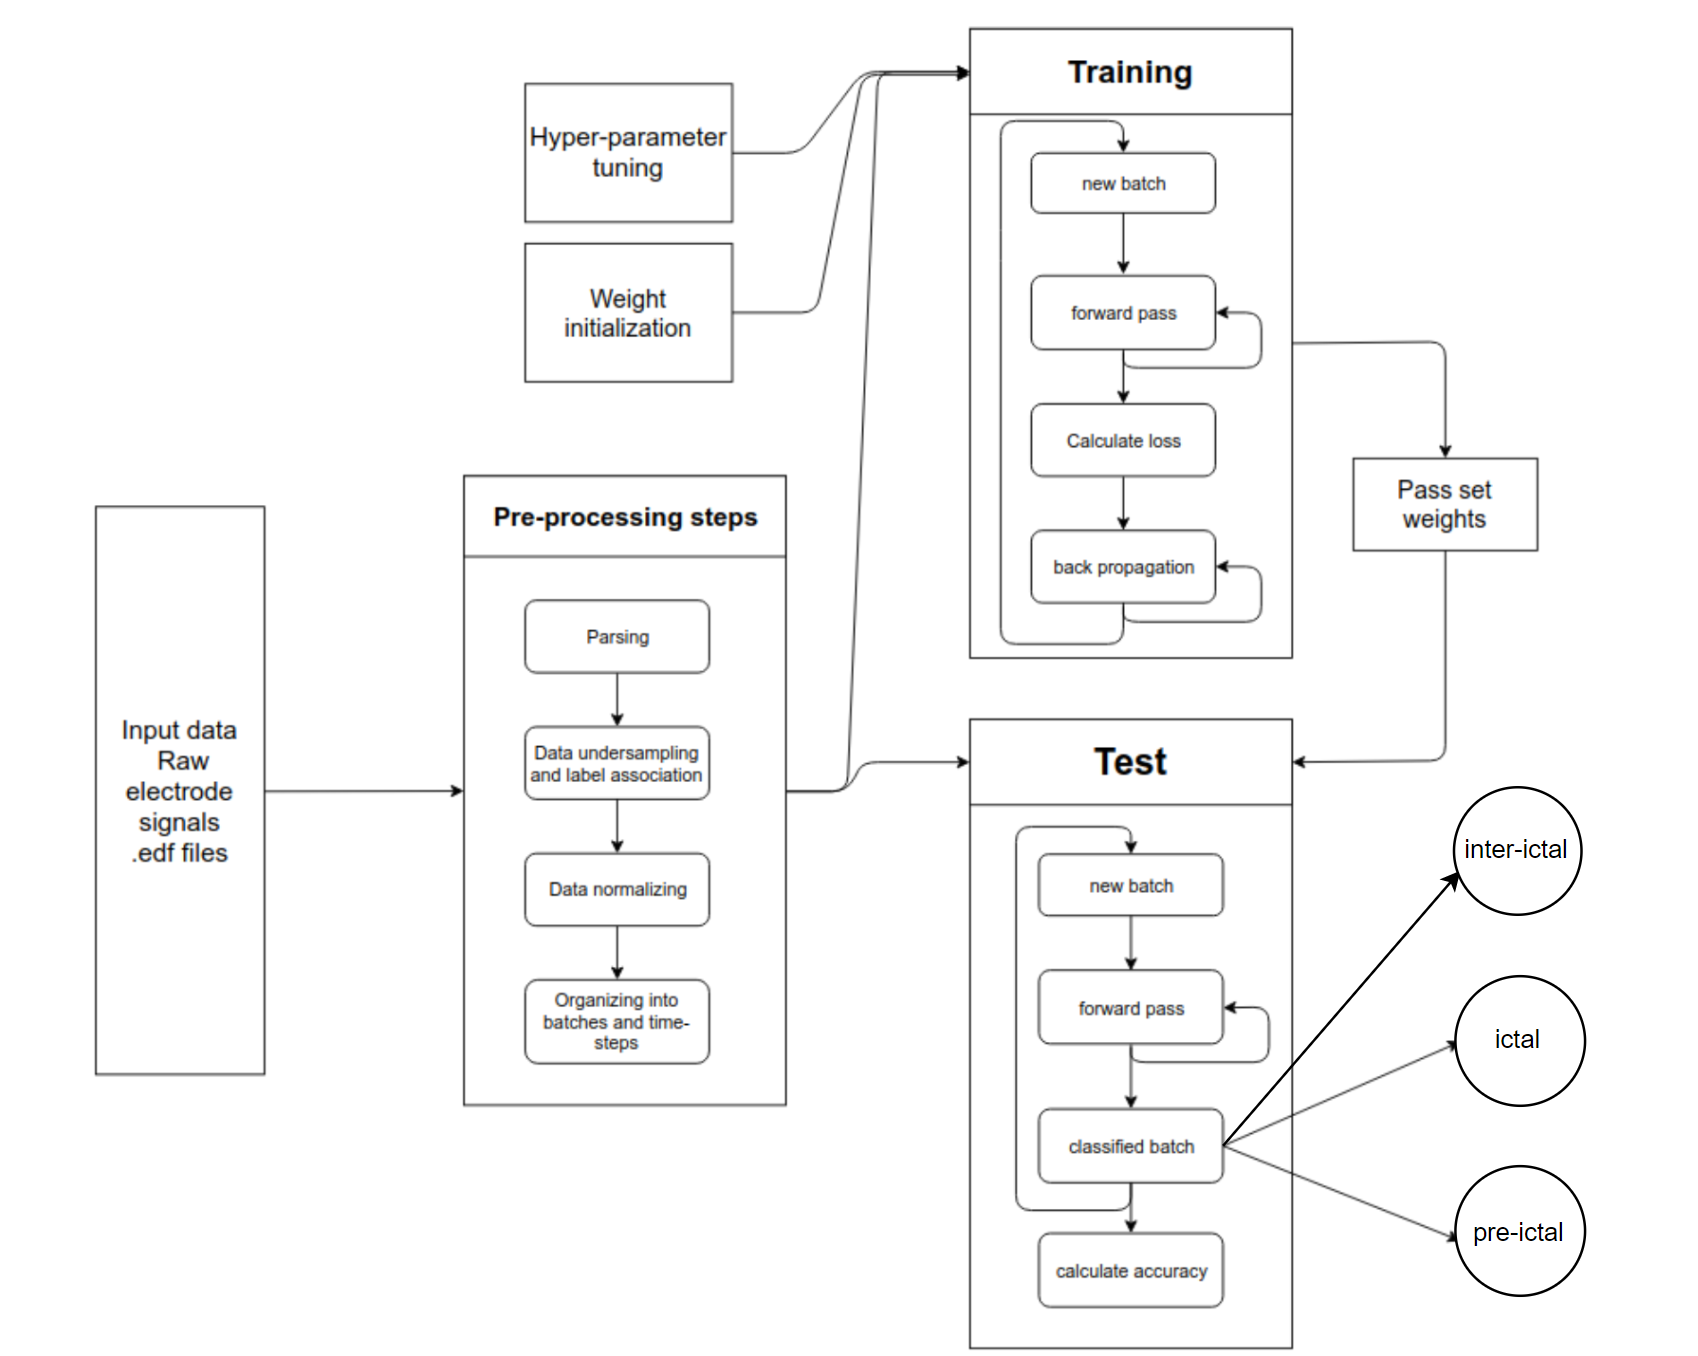 Hyper-parameter
tuning
Weight
initialization
Input data
Raw
electrode
signals
.edf files
Pre-processing steps
Parsing
Data undersampling
and label association
Data normalizing
Organizing into
batches and time-
steps
Training
new batch
forward pass
Calculate loss
back propagation
Pass set
weights
Test
new batch
forward pass
classified batch
calculate accuracy
inter-ictal
ictal
pre-ictal